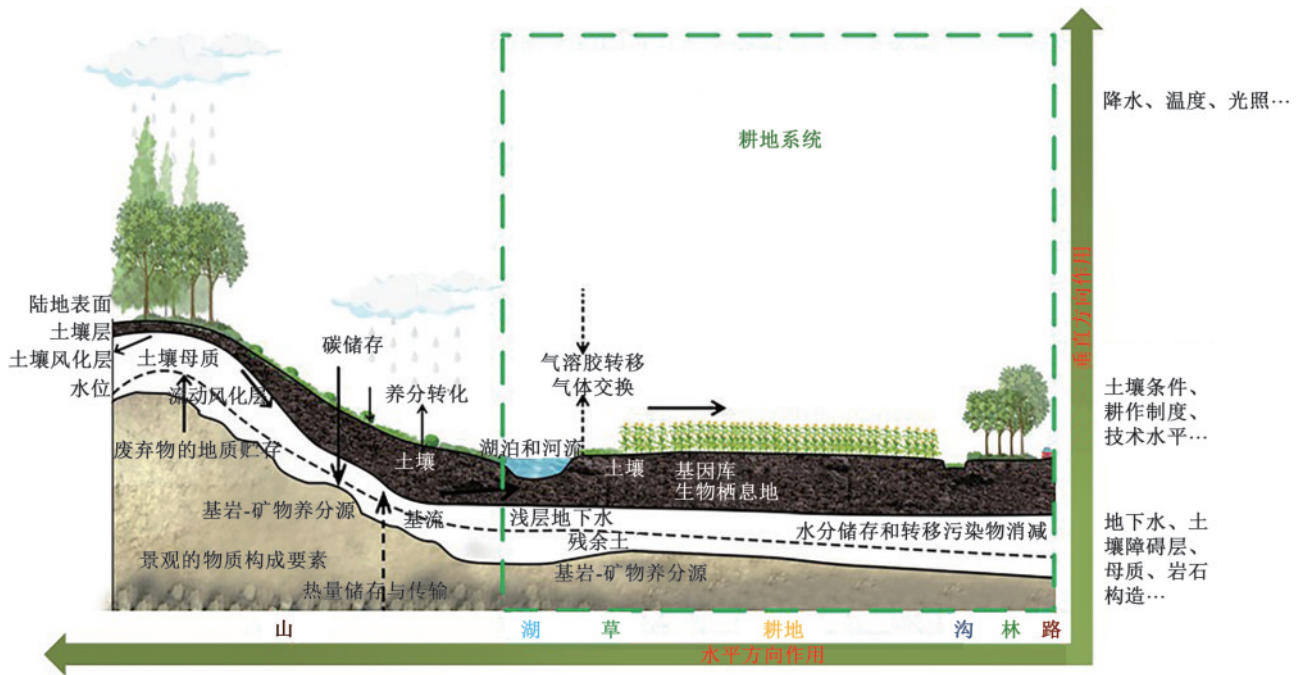 降水、温度、光照…
耕地系统
垂直方向作用
陆地表面
土壤层
土壤风化层
水位
土壤母质
流动风化层
碳储存
养分转化
气溶胶转移
气体交换
废弃物的地质贮存
湖泊和河流
土壤
土壤
基因库
生物栖息地
土壤条件、
耕作制度、
技术水平…
基岩-矿物养分源
基流
浅层地下水
残余土
水分储存和转移污染物消减
基岩-矿物养分源
景观的物质构成要素
热量储存与传输
地下水、土
壤障碍层、
母质、岩石
构造…
山
湖
草
耕地
沟
林
路
水平方向作用